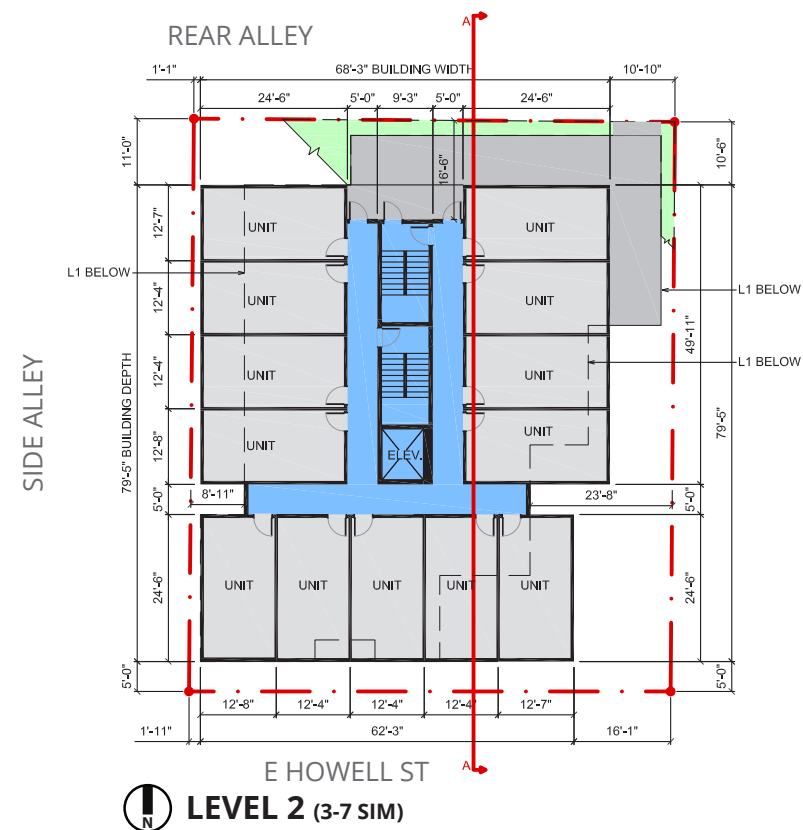 A
REAR ALLEY
1'-1"
68'-3" BUILDING WIDTH
10'-10"
24'-6"
5'-0"
9'-3"
5'-0"
24'-6"
11'-0"
16'-6"
10'-6"
12'-7"
UNIT
UNIT
L1 BELOW
L1 BELOW
12'-4"
UNIT
UNIT
49'-11"
L1 BELOW
SIDE ALLEY
79'-5" BUILDING DEPTH
12'-4"
UNIT
UNIT
79'-5"
12'-8"
UNIT
ELEV.
UNIT
5'-0"
8'-11"
23'-8"
5'-0"
24'-6"
UNIT
UNIT
UNIT
UNIT
UNIT
24'-6"
5'-0"
5'-0"
12'-8"
12'-4"
12'-4"
12'-4"
12'-7"
1'-11"
62'-3"
16'-1"
E HOWELL ST
A
N
LEVEL 2 (3-7 SIM)